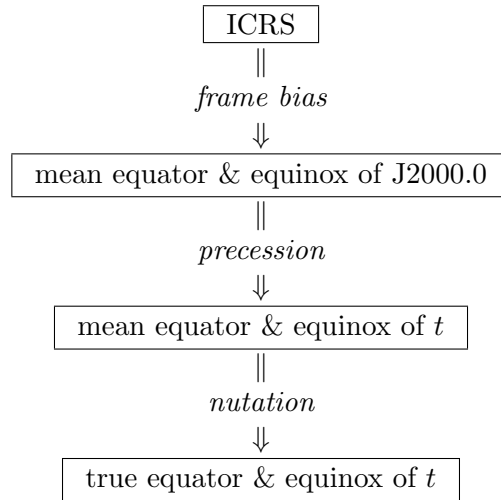 ICRS
frame bias
mean equator & equinox of J2000.0
precession
mean equator & equinox of t
nutation
true equator & equinox of t